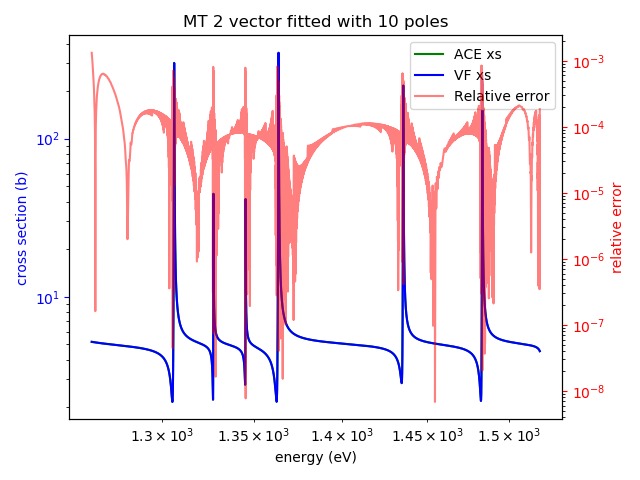 MT 2 vector fitted with 10 poles
ACE xs
VF xs
Relative error
cross section (b)
10²
10¹
relative error
10⁻³
10⁻⁴
10⁻⁵
10⁻⁶
10⁻⁷
10⁻⁸
1.3 × 10³ 1.35 × 10³ 1.4 × 10³ 1.45 × 10³ 1.5 × 10³
energy (eV)